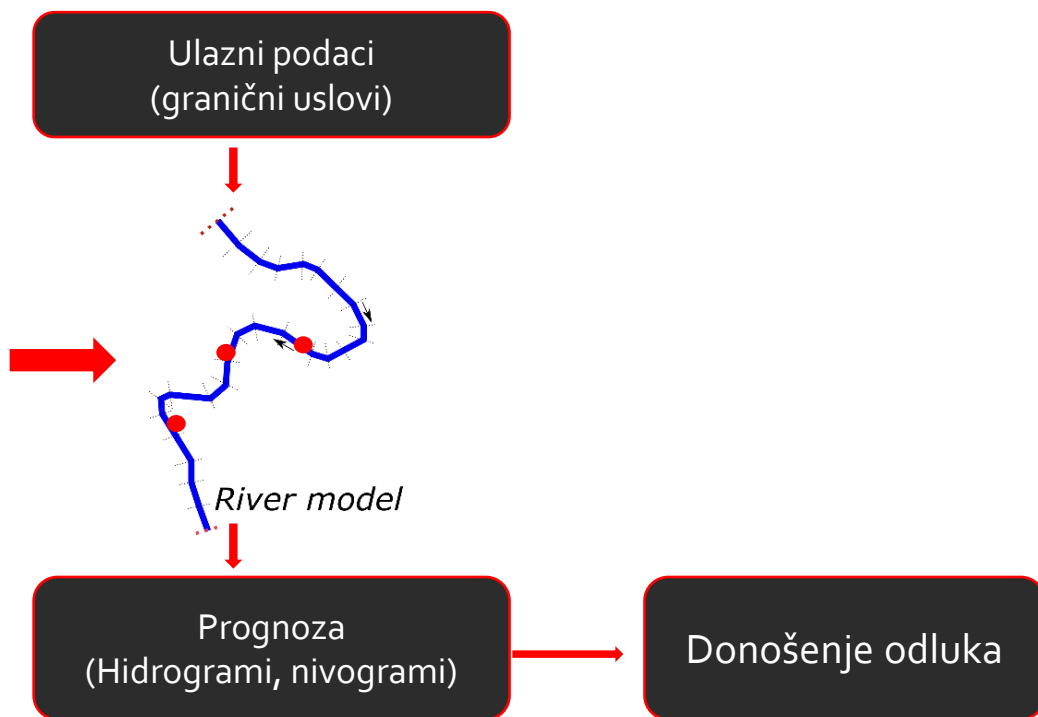 Ulazni podaci
(granični uslovi)
River model
Prognoza
(Hidrogrami, nivogrami)
Donošenje odluka